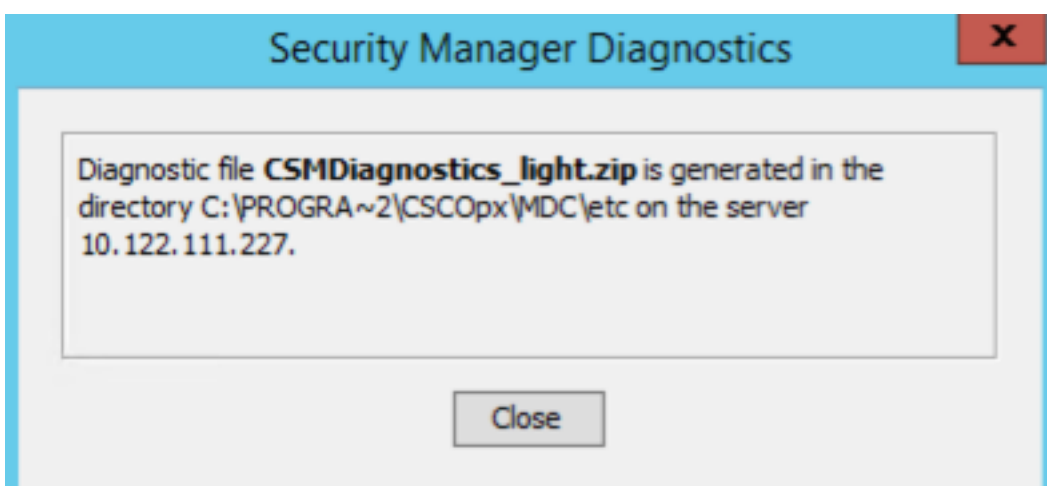 Security Manager Diagnostics
x
Diagnostic file CSMDiagnostics_light.zip is generated in the
directory C:\PROGRA~2\CSCOpx\MDC\etc on the server
10.122.111.227.
Close